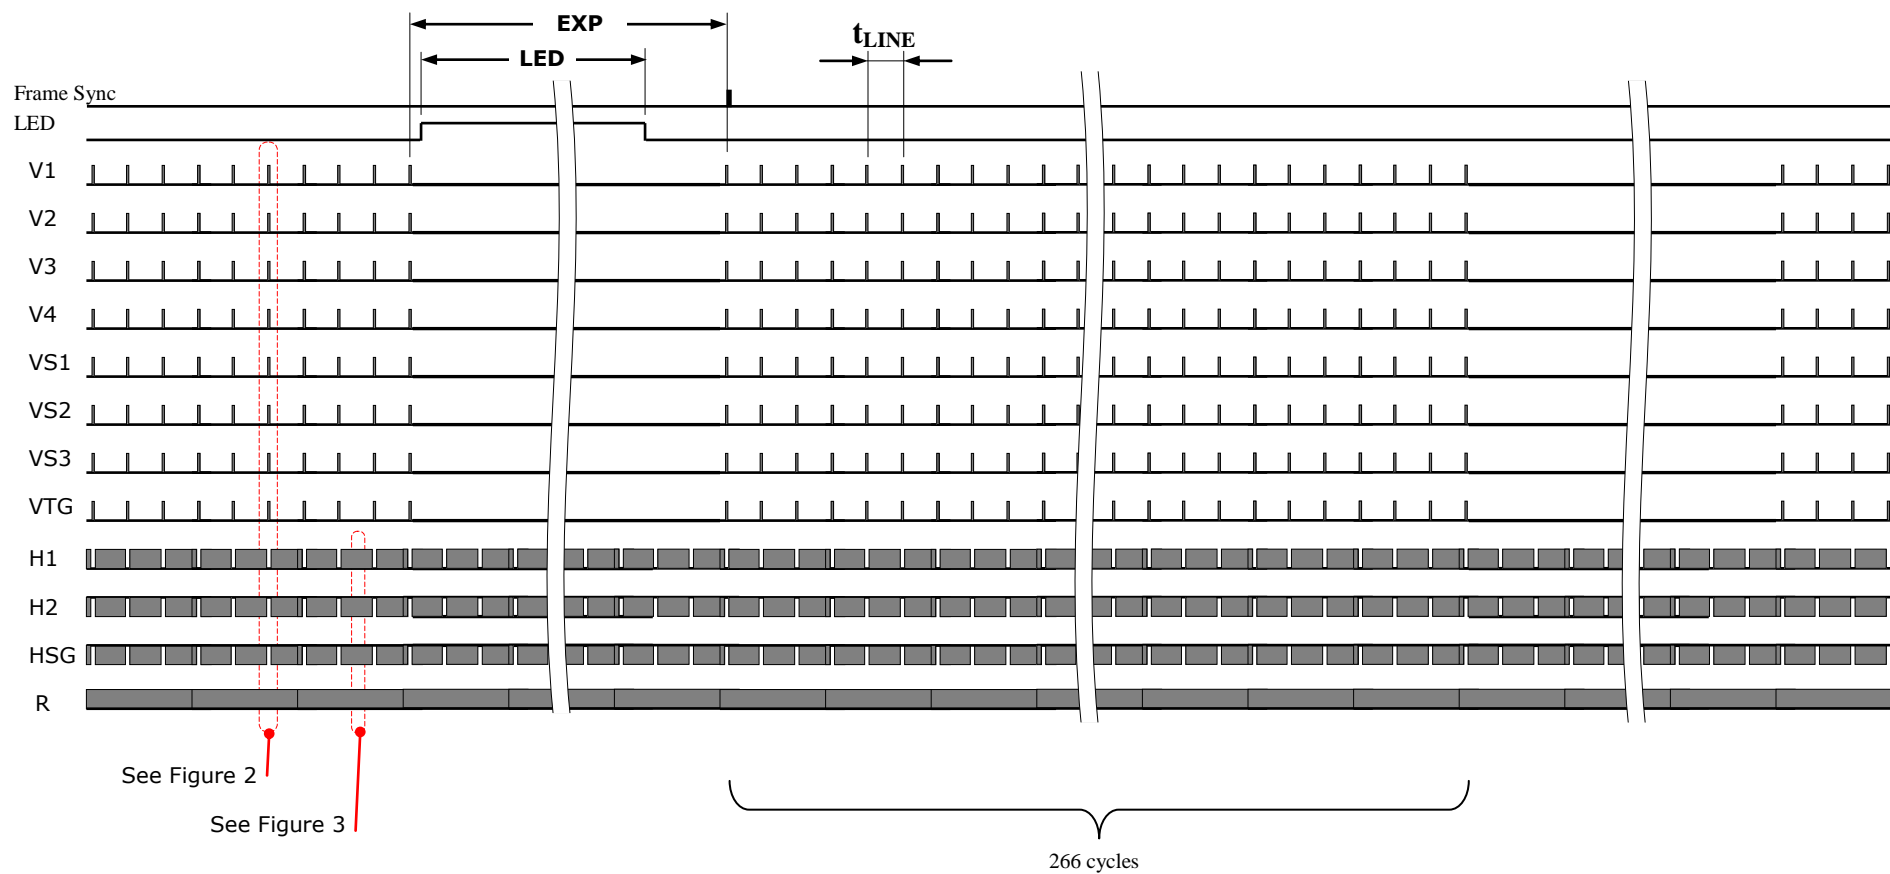 EXP
tLINE
LED
Frame Sync
LED
V1
V2
V3
V4
VS1
VS2
VS3
VTG
H1
H2
HSG
R
See Figure 2
See Figure 3
266 cycles